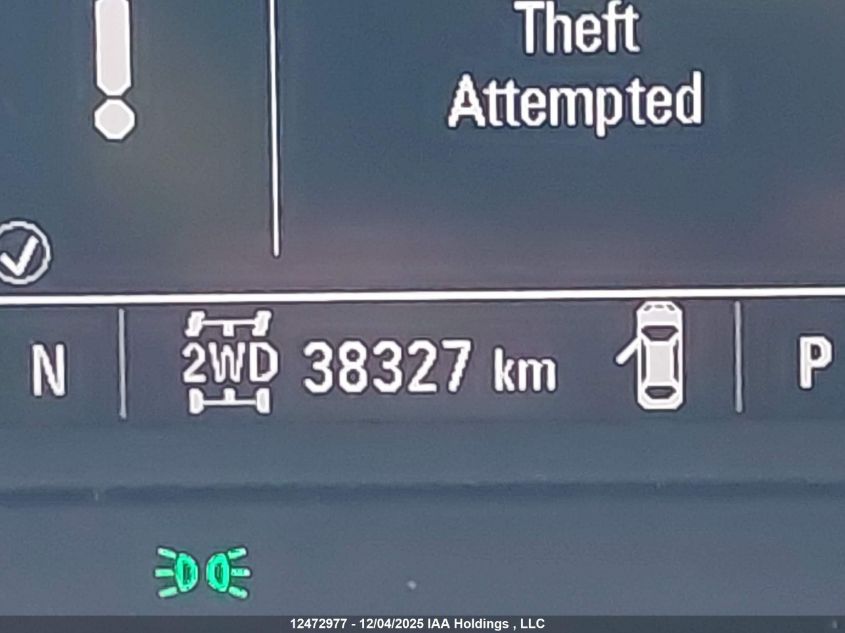 Theft
Attempted
N 2WD 38327 km P
12472977 - 12/04/2025 IAA Holdings , LLC